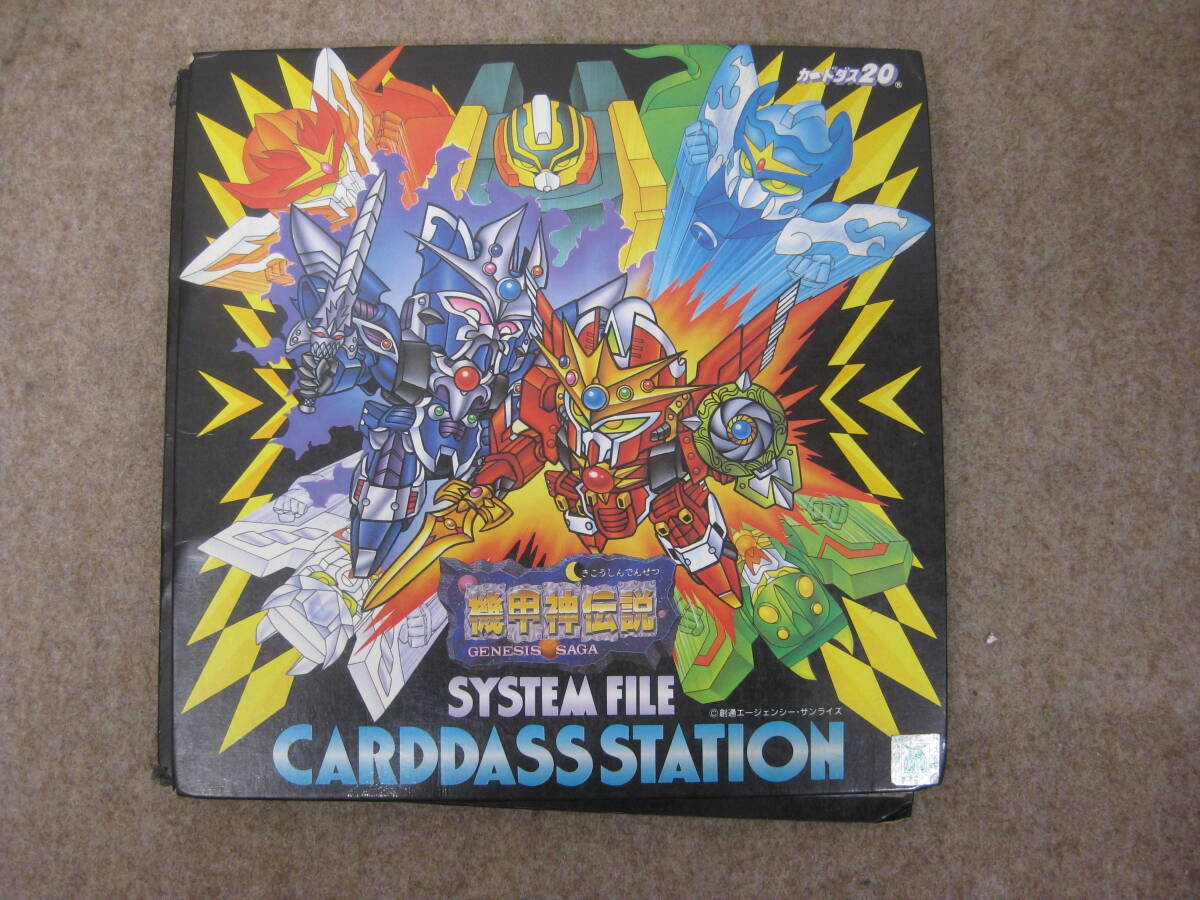 カードダス20®
きこうしんでんせつ
機甲神伝説
GENESIS SAGA
SYSTEM FILE
©創通エージェンシー・サンライズ
CARDDASS STATION